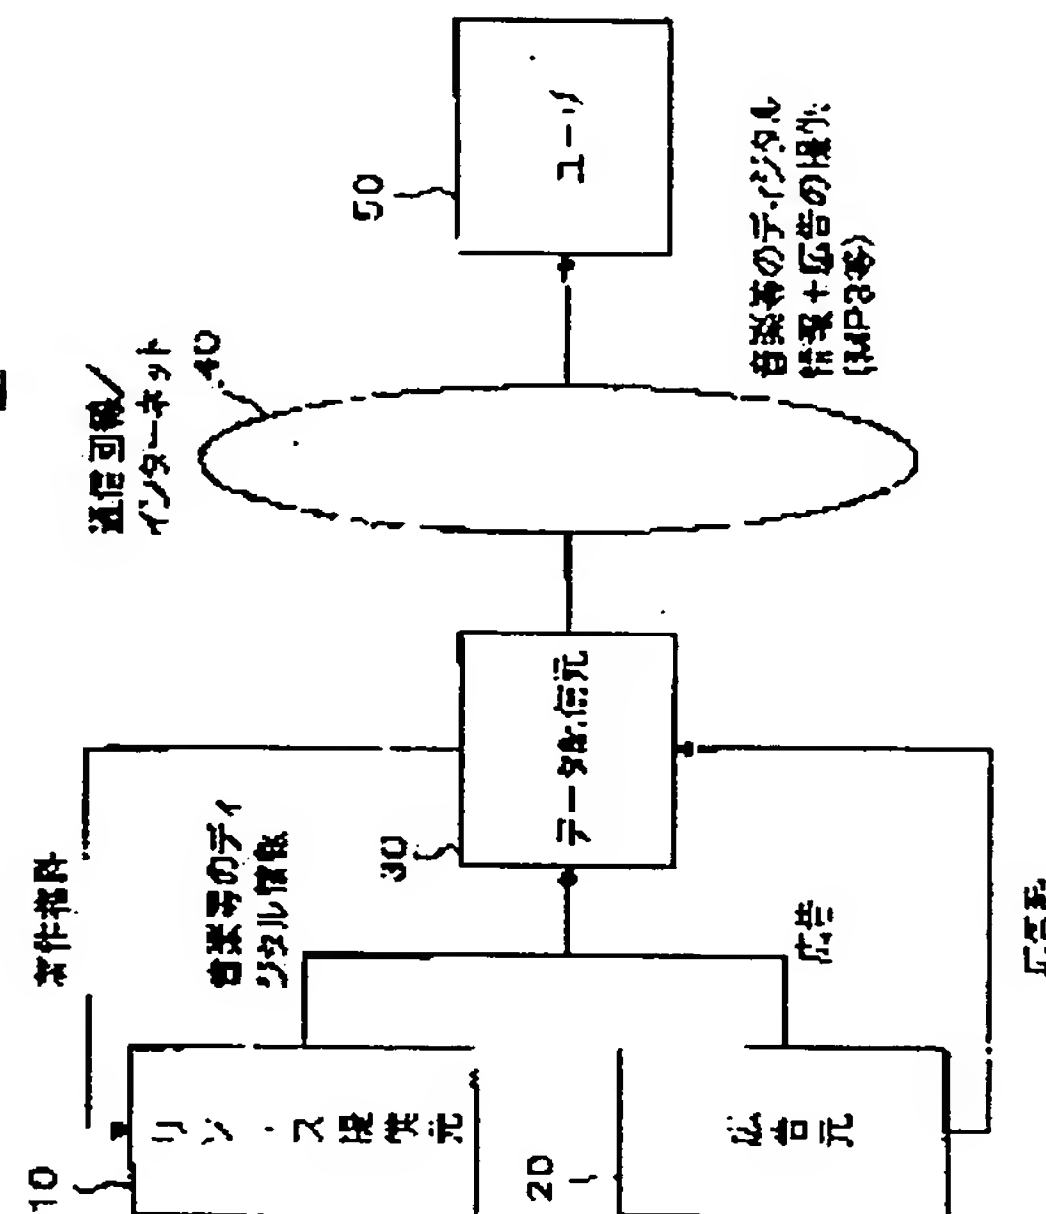 通信回線/
インターネット
40
50
ユーザ
音楽等のディジタル
情報+広告の提供
(MP3等)
著作権料
音楽等のディ
ジタル情報
30
データ配信元
広告
10
リソース提供元
20
広告元